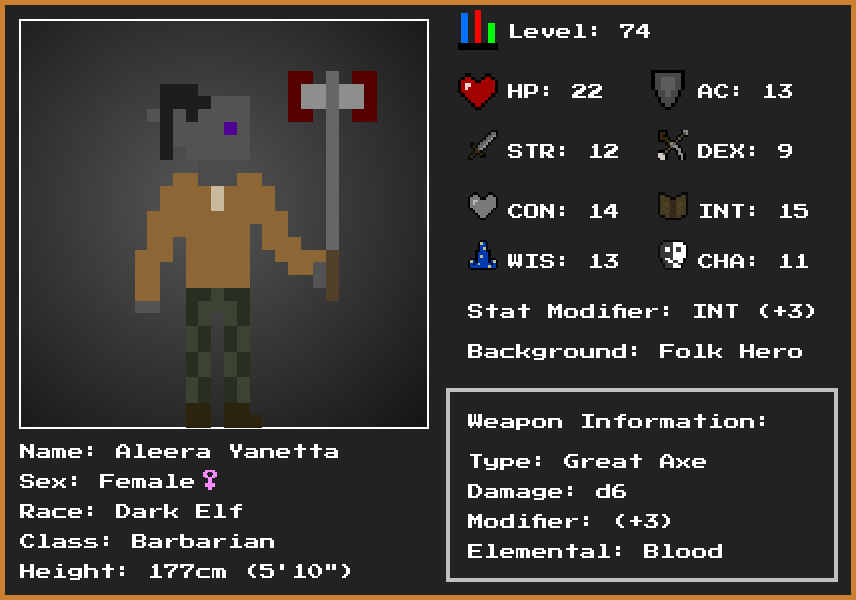 Level: 74
HP: 22 AC: 13
STR: 12 DEX: 9
CON: 14 INT: 15
WIS: 13 CHA: 11
Stat Modifier: INT (+3)
Background: Folk Hero
Weapon Information:
Type: Great Axe
Damage: d6
Modifier: (+3)
Elemental: Blood
Name: Aleera Yanetta
Sex: Female♀
Race: Dark Elf
Class: Barbarian
Height: 177cm (5'10")